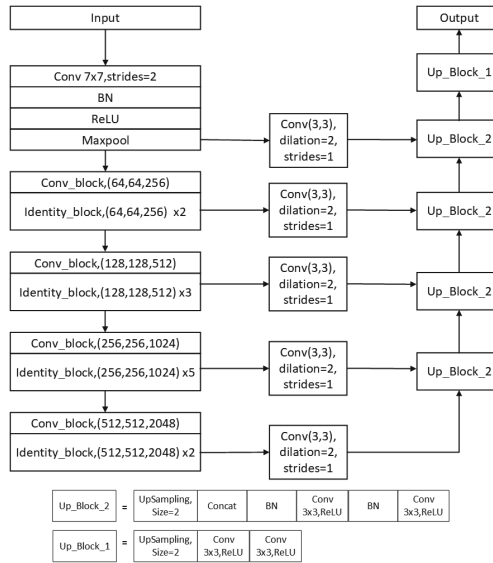 Input
Output
Conv 7x7,strides=2
BN
ReLU
Maxpool
Up_Block_1
Conv(3,3),
dilation=2,
strides=1
Up_Block_2
Conv_block,(64,64,256)
Identity_block,(64,64,256) x2
Conv(3,3),
dilation=2,
strides=1
Up_Block_2
Conv_block,(128,128,512)
Identity_block,(128,128,512) x3
Conv(3,3),
dilation=2,
strides=1
Up_Block_2
Conv_block,(256,256,1024)
Identity_block,(256,256,1024) x5
Conv(3,3),
dilation=2,
strides=1
Up_Block_2
Conv_block,(512,512,2048)
Identity_block,(512,512,2048) x2
Conv(3,3),
dilation=2,
strides=1
Up_Block_2 = UpSampling, Size=2 Concat BN Conv 3x3,ReLU BN Conv 3x3,ReLU
Up_Block_1 = UpSampling, Size=2 Conv 3x3,ReLU Conv 3x3,ReLU